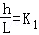 h/L = K₁